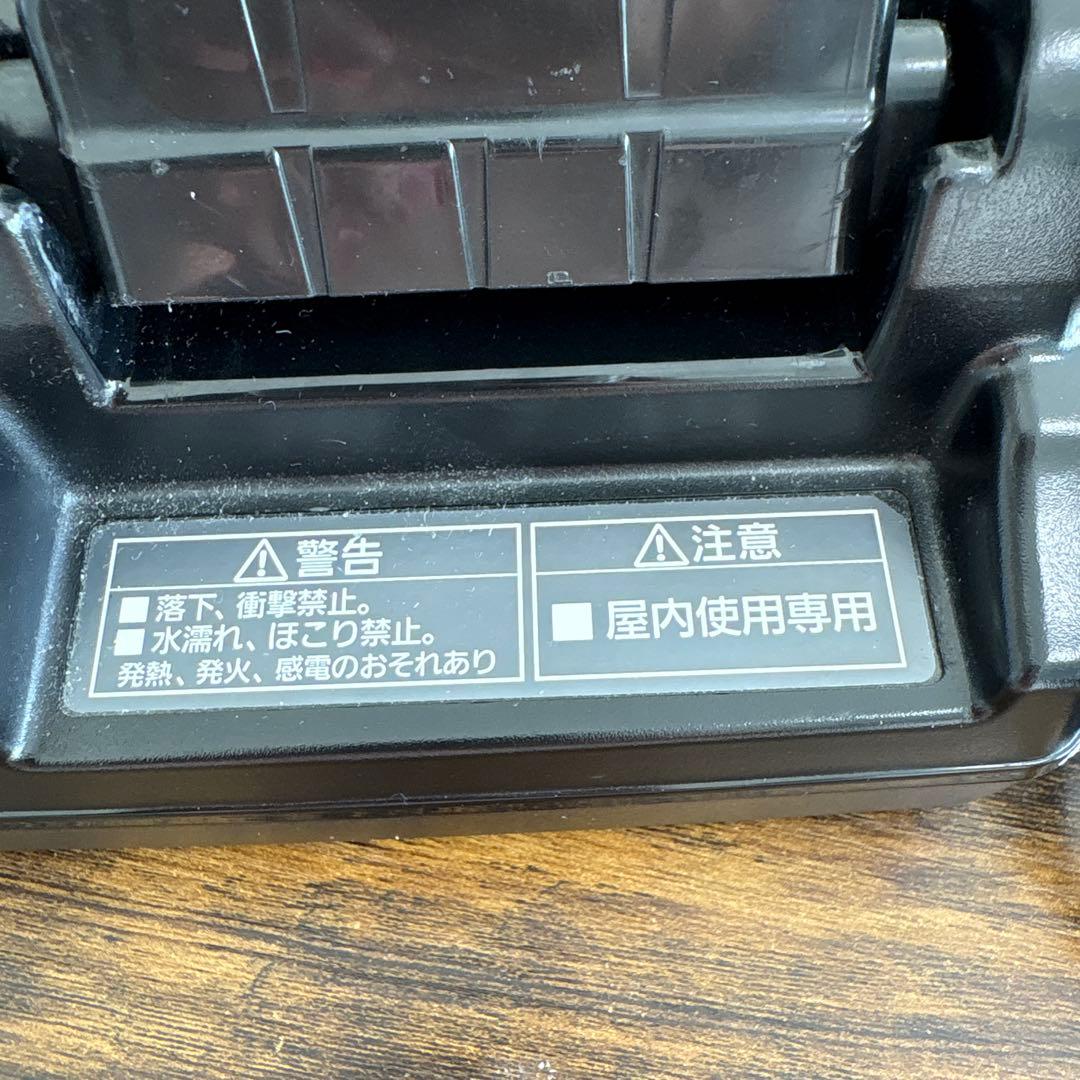 警告
■落下、衝撃禁止。
■水濡れ、ほこり禁止。
発熱、発火、感電のおそれあり
注意
■屋内使用専用